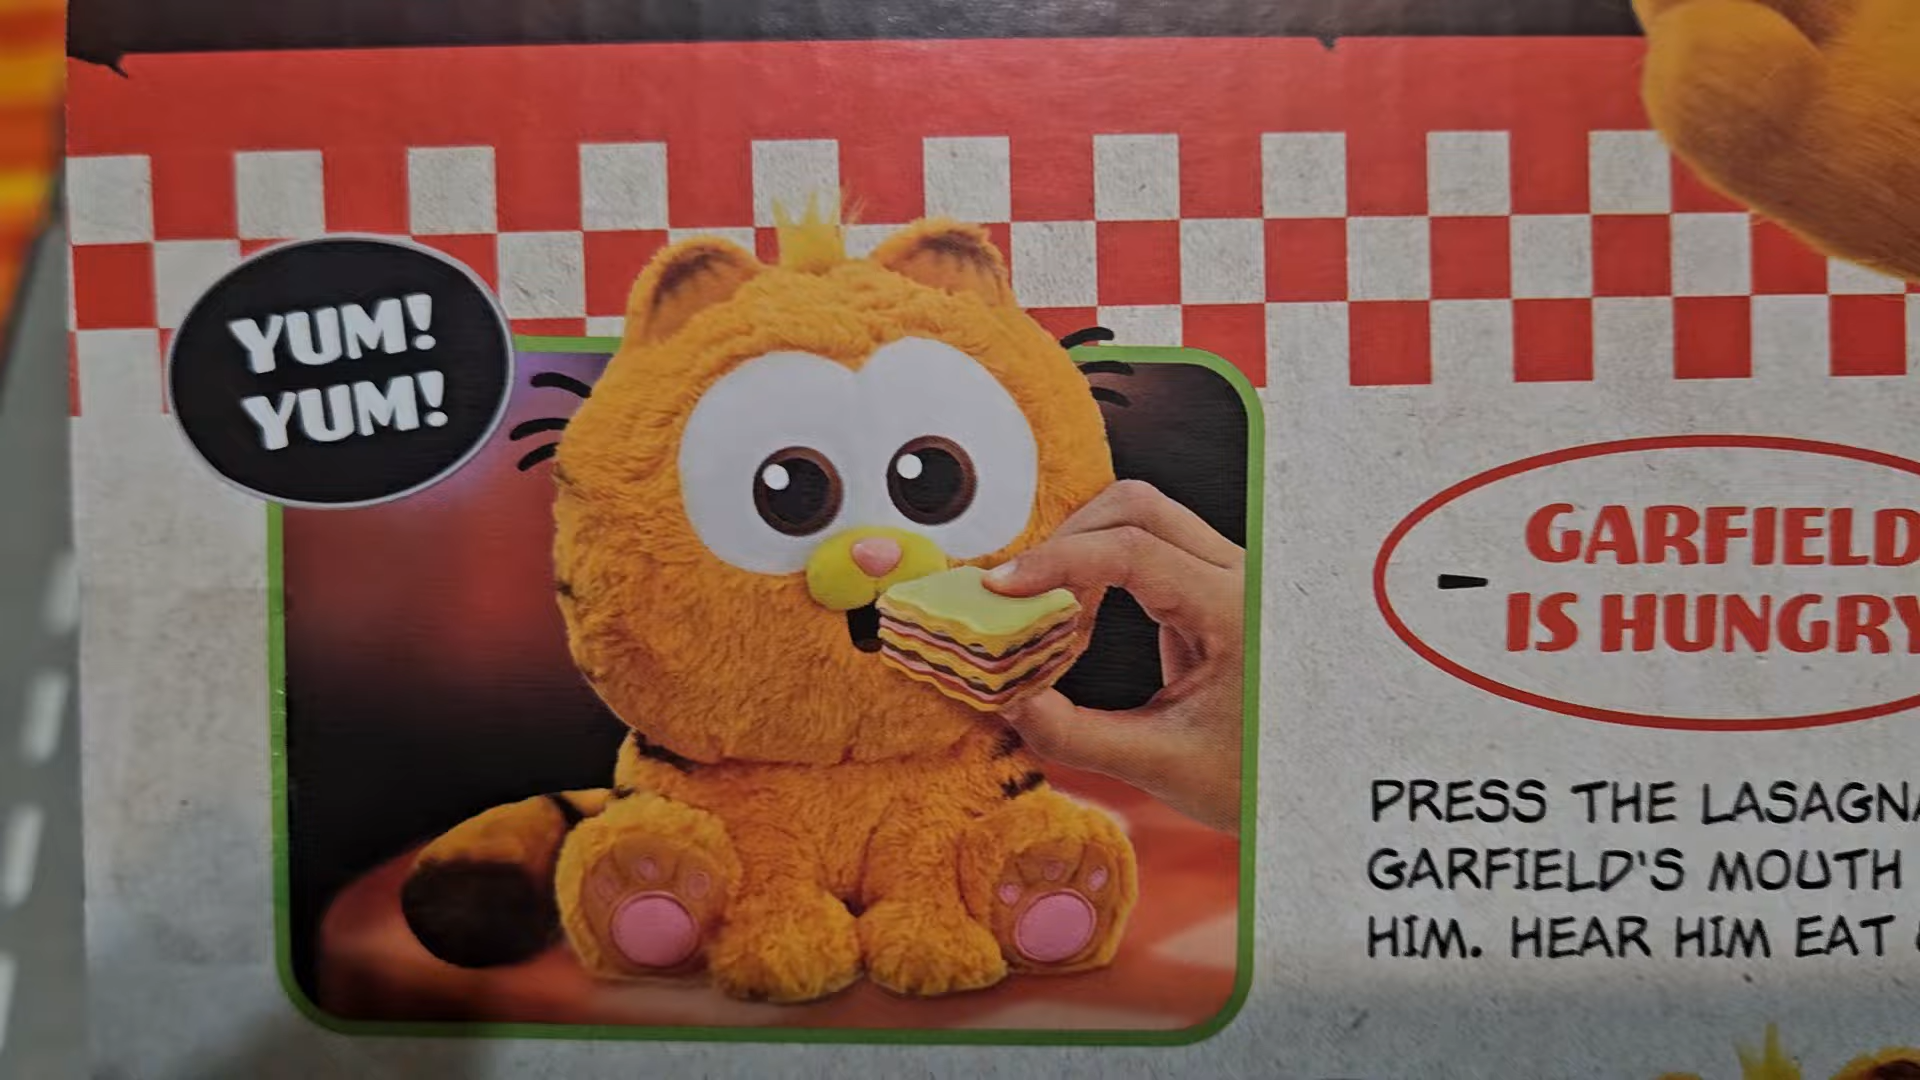 YUM!
YUM!
GARFIELD
IS HUNGRY
PRESS THE LASAGNA
GARFIELD'S MOUTH
HIM. HEAR HIM EAT